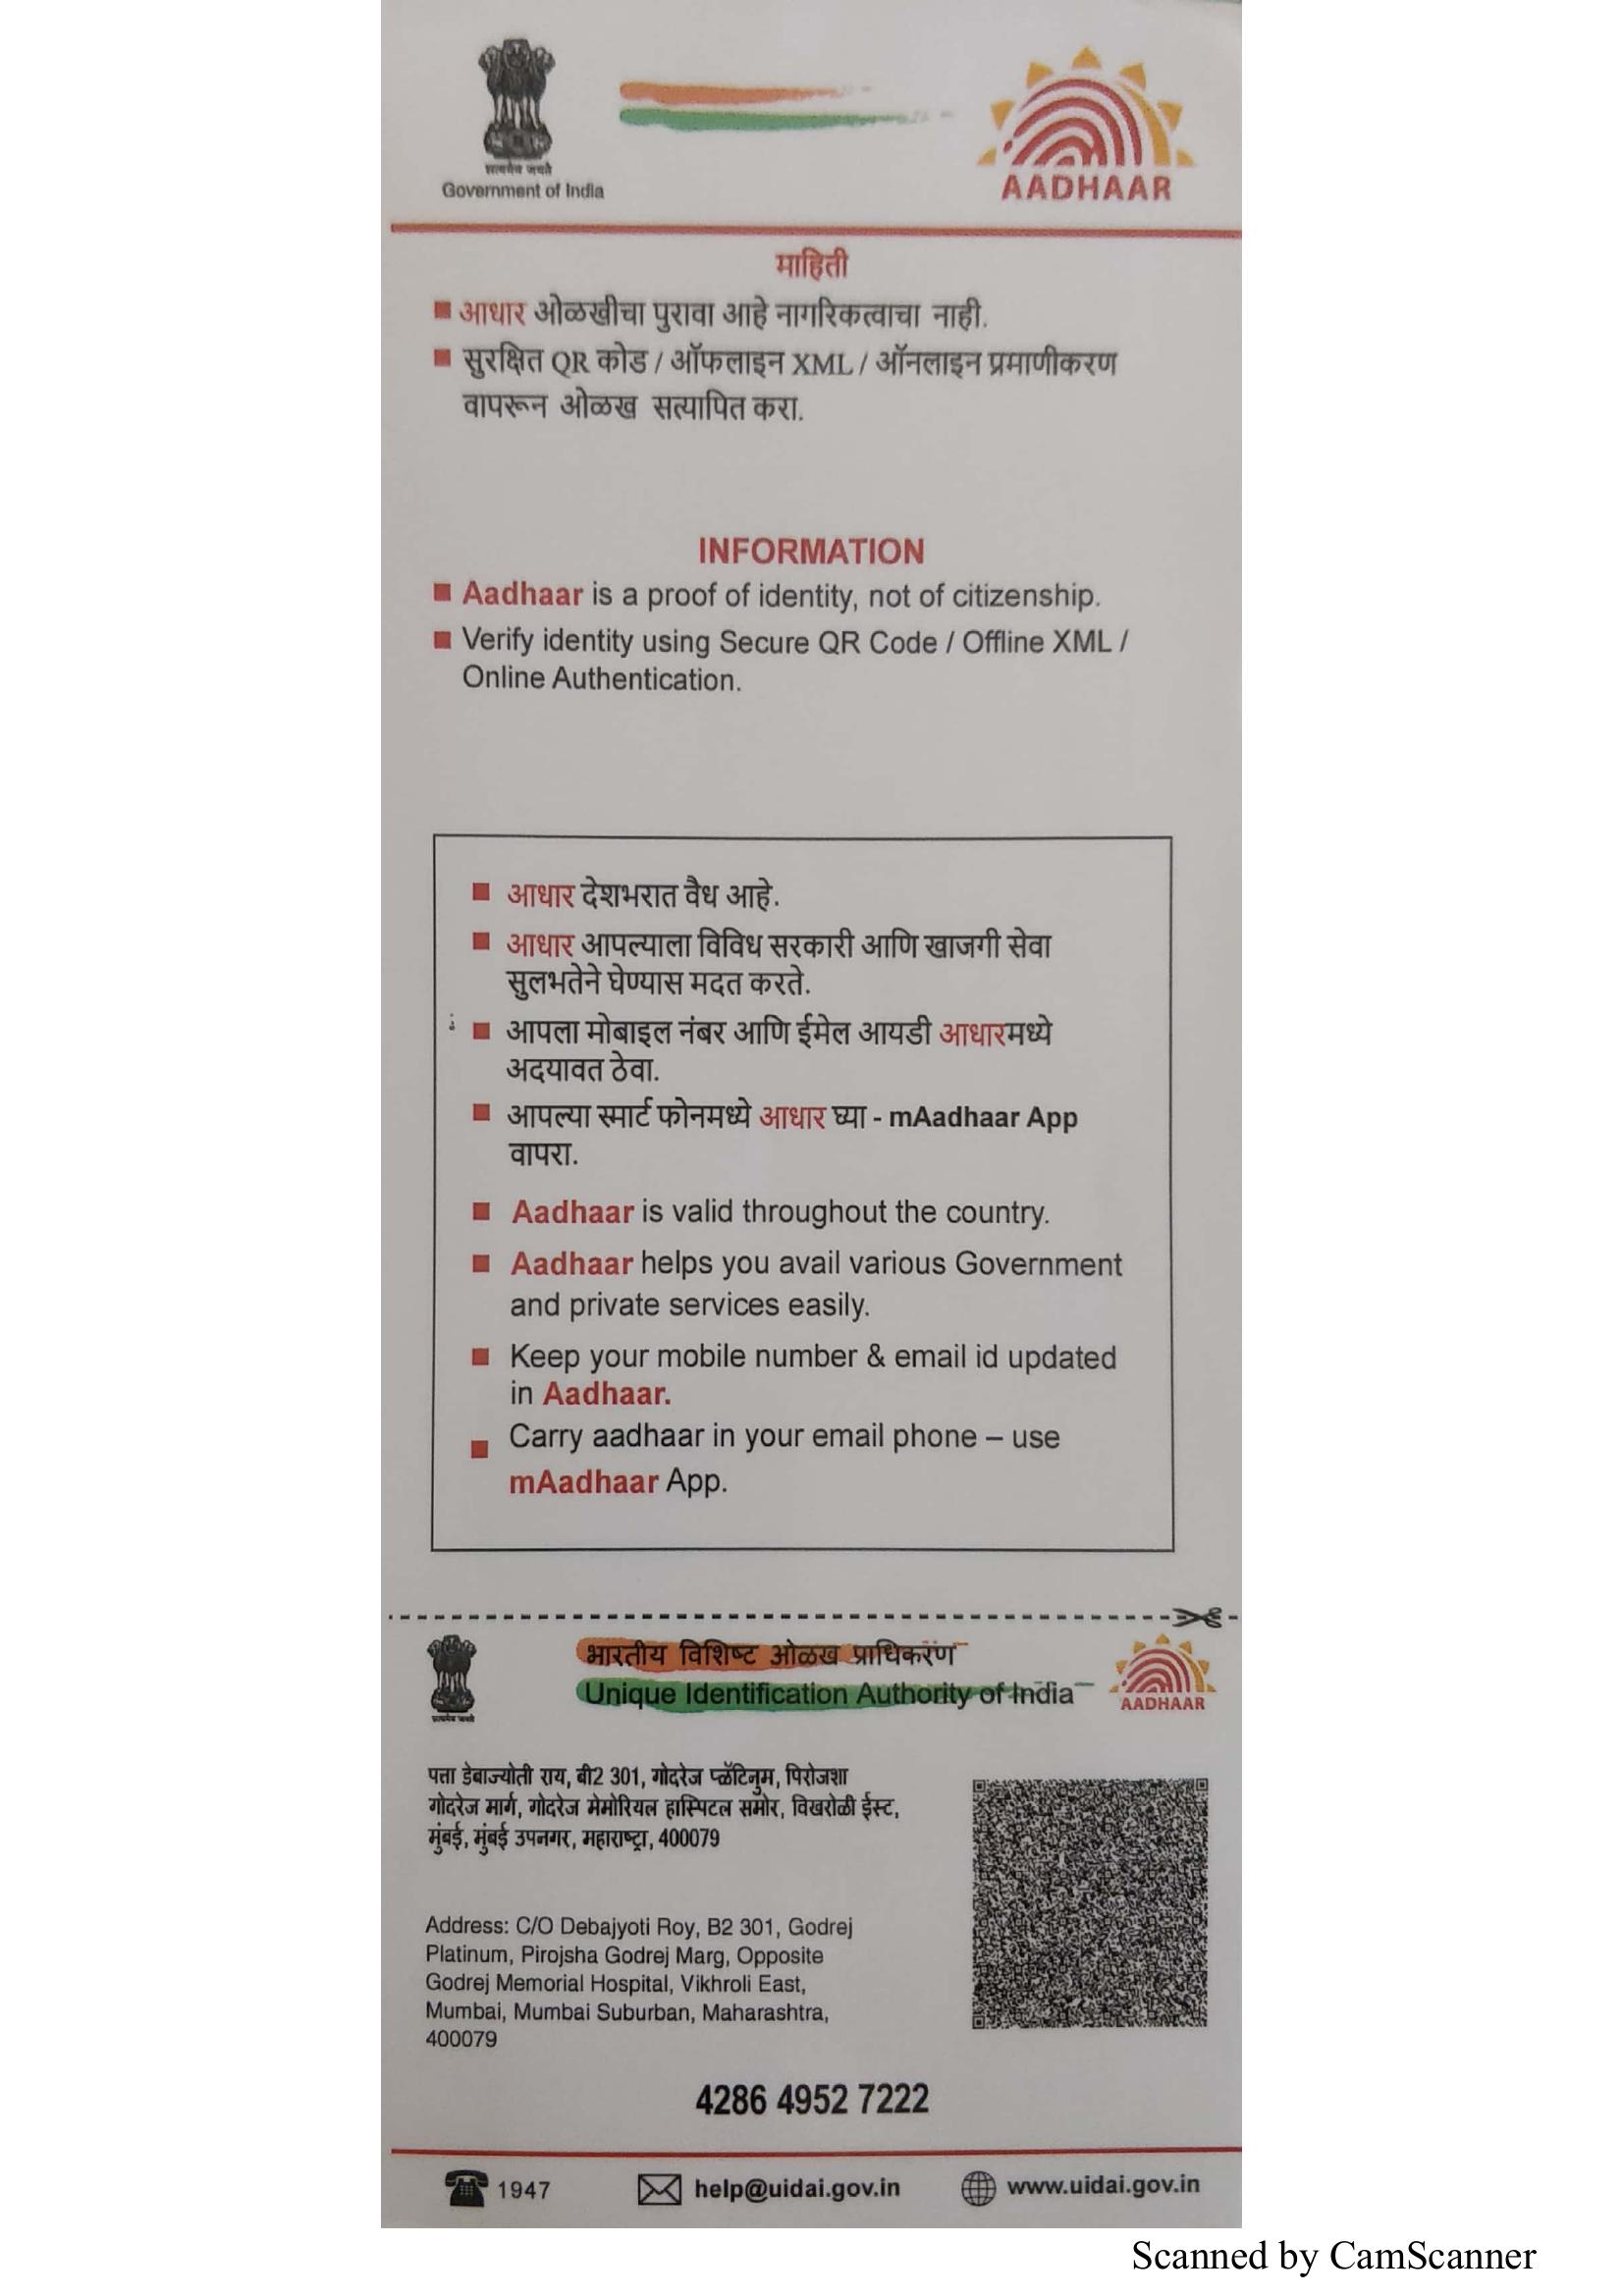 सत्यमेव जयते
Government of India
AADHAAR
माहिती
आधार ओळखीचा पुरावा आहे नागरिकत्वाचा नाही.
सुरक्षित QR कोड / ऑफलाइन XML / ऑनलाइन प्रमाणीकरण
वापरून ओळख सत्यापित करा.
INFORMATION
Aadhaar is a proof of identity, not of citizenship.
Verify identity using Secure QR Code / Offline XML /
Online Authentication.
आधार देशभरात वैध आहे.
आधार आपल्याला विविध सरकारी आणि खाजगी सेवा
सुलभतेने घेण्यास मदत करते.
आपला मोबाइल नंबर आणि ईमेल आयडी आधारमध्ये
अदयावत ठेवा.
आपल्या स्मार्ट फोनमध्ये आधार घ्या - mAadhaar App
वापरा.
Aadhaar is valid throughout the country.
Aadhaar helps you avail various Government
and private services easily.
Keep your mobile number & email id updated
in Aadhaar.
Carry aadhaar in your email phone – use
mAadhaar App.
भारतीय विशिष्ट ओळख प्राधिकरण
Unique Identification Authority of India
AADHAAR
सत्यमेव जयते
पत्ता डेबाज्योती राय, बी2 301, गोदरेज प्लॅटिनुम, पिरोजशा
गोदरेज मार्ग, गोदरेज मेमोरियल हास्पिटल समोर, विखरोळी ईस्ट,
मुंबई, मुंबई उपनगर, महाराष्ट्रा, 400079
Address: C/O Debajyoti Roy, B2 301, Godrej
Platinum, Pirojsha Godrej Marg, Opposite
Godrej Memorial Hospital, Vikhroli East,
Mumbai, Mumbai Suburban, Maharashtra,
400079
4286 4952 7222
1947 help@uidai.gov.in www.uidai.gov.in
Scanned by CamScanner